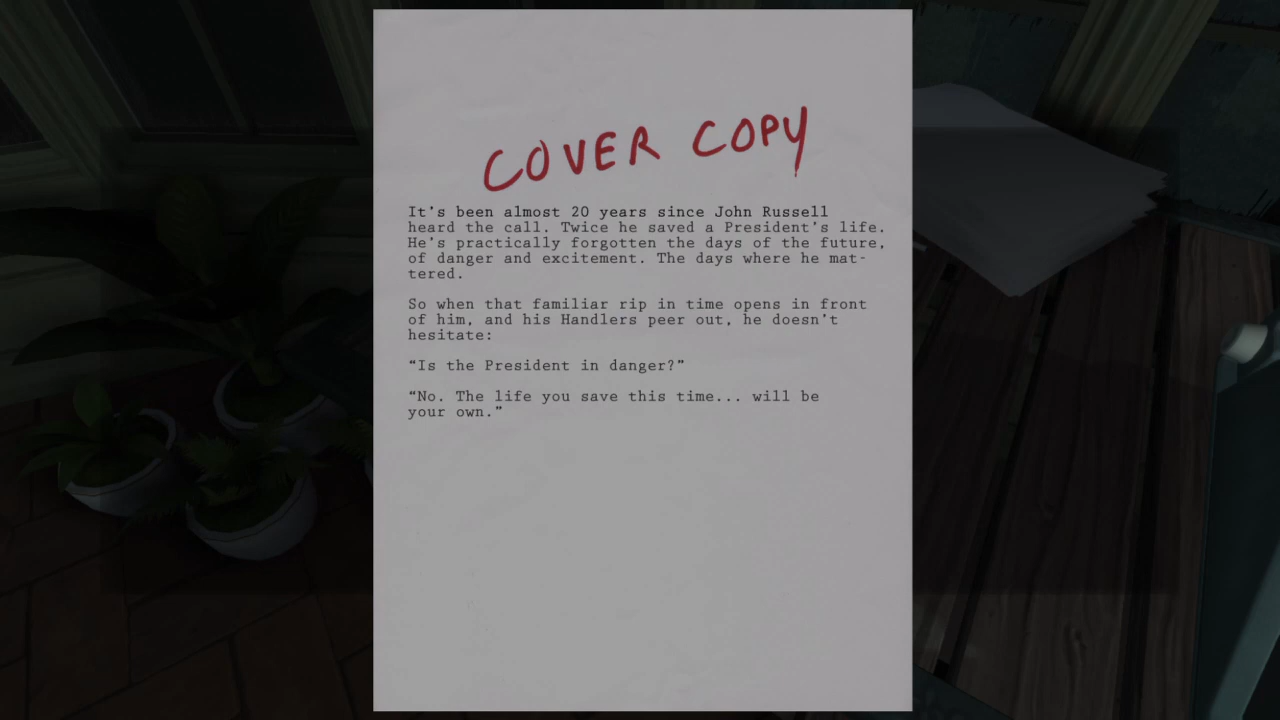 COVER COPY
It's been almost 20 years since John Russell
heard the call. Twice he saved a President's life.
He's practically forgotten the days of the future,
of danger and excitement. The days where he mat-
tered.
So when that familiar rip in time opens in front
of him, and his Handlers peer out, he doesn't
hesitate:
“Is the President in danger?”
“No. The life you save this time... will be
your own.”